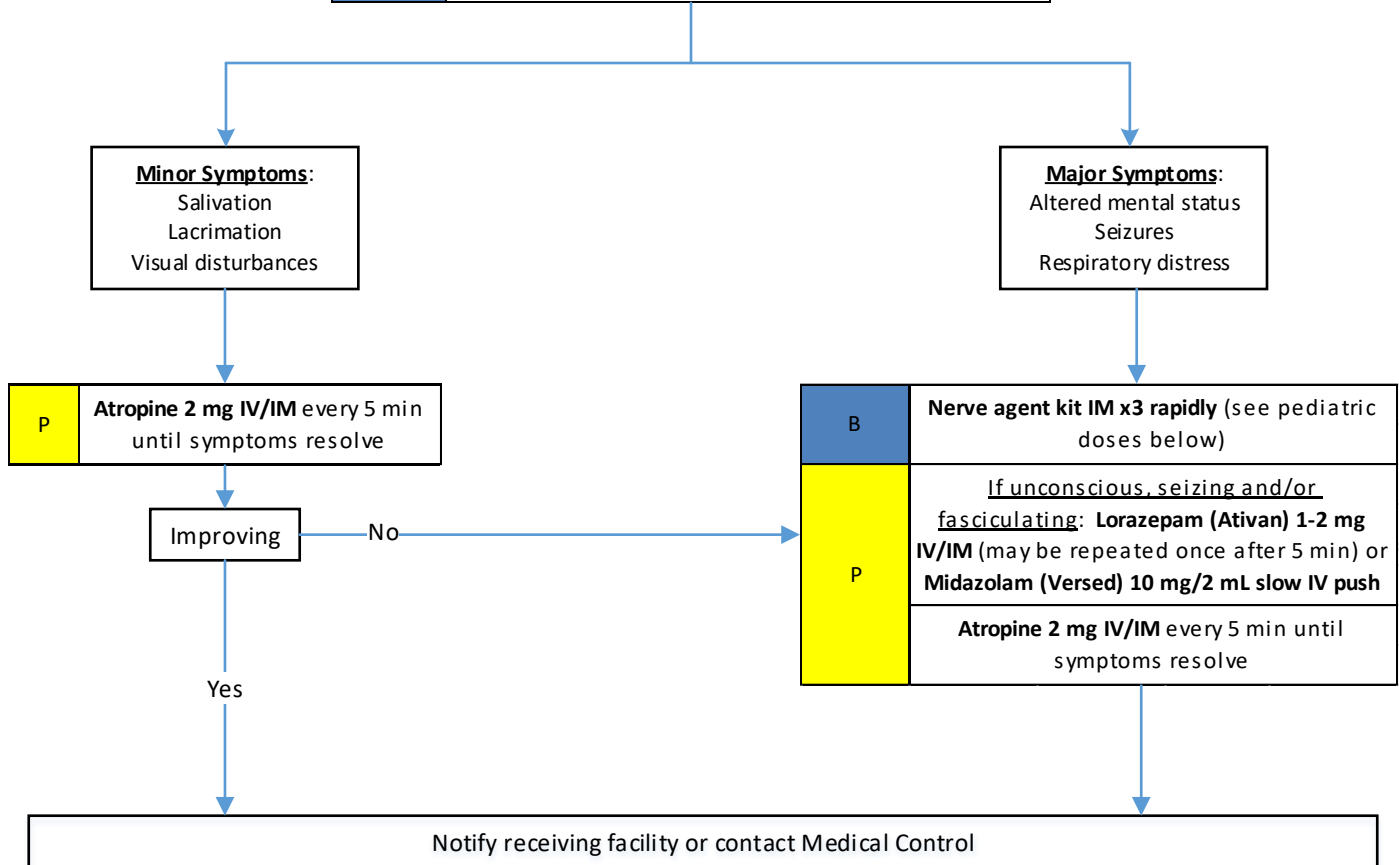 Minor Symptoms:
Salivation
Lacrimation
Visual disturbances
Major Symptoms:
Altered mental status
Seizures
Respiratory distress
P
Atropine 2 mg IV/IM every 5 min
until symptoms resolve
Improving
No
Yes
B
Nerve agent kit IM x3 rapidly (see pediatric
doses below)
P
If unconscious, seizing and/or
fasciculating: Lorazepam (Ativan) 1-2 mg
IV/IM (may be repeated once after 5 min) or
Midazolam (Versed) 10 mg/2 mL slow IV push
Atropine 2 mg IV/IM every 5 min until
symptoms resolve
Notify receiving facility or contact Medical Control